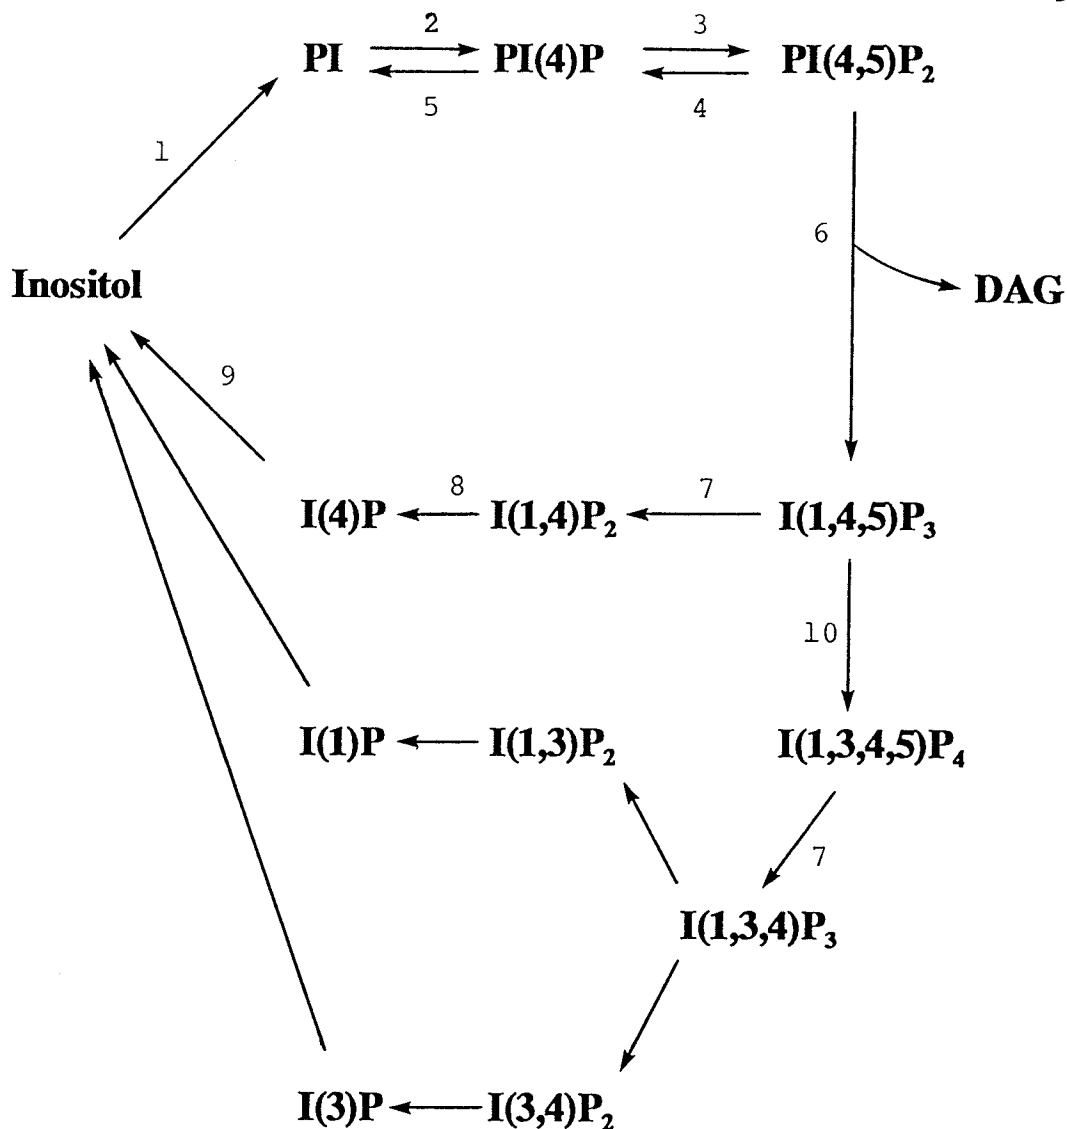 2 3
PI PI(4)P PI(4,5)P₂
5 4
1
6
Inositol DAG
9
8 7
I(4)P I(1,4)P₂ I(1,4,5)P₃
10
I(1)P I(1,3)P₂ I(1,3,4,5)P₄
7
I(1,3,4)P₃
I(3)P I(3,4)P₂